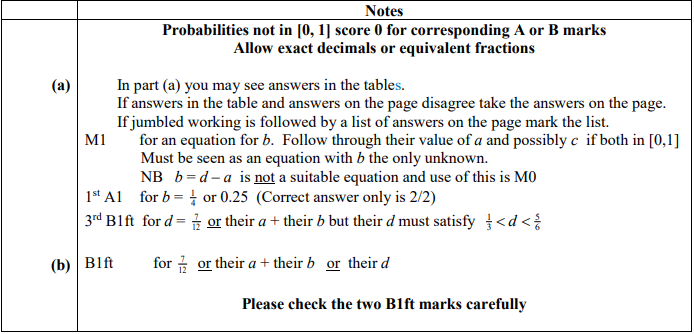 Notes
Probabilities not in [0, 1] score 0 for corresponding A or B marks
Allow exact decimals or equivalent fractions
(a) In part (a) you may see answers in the tables.
If answers in the table and answers on the page disagree take the answers on the page.
If jumbled working is followed by a list of answers on the page mark the list.
M1 for an equation for b. Follow through their value of a and possibly c if both in [0,1]
Must be seen as an equation with b the only unknown.
NB b = d – a is not a suitable equation and use of this is M0
1st A1 for b = 1/4 or 0.25 (Correct answer only is 2/2)
3rd B1ft for d = 7/12 or their a + their b but their d must satisfy 1/3 < d < 5/6
(b) B1ft for 7/12 or their a + their b or their d
Please check the two B1ft marks carefully